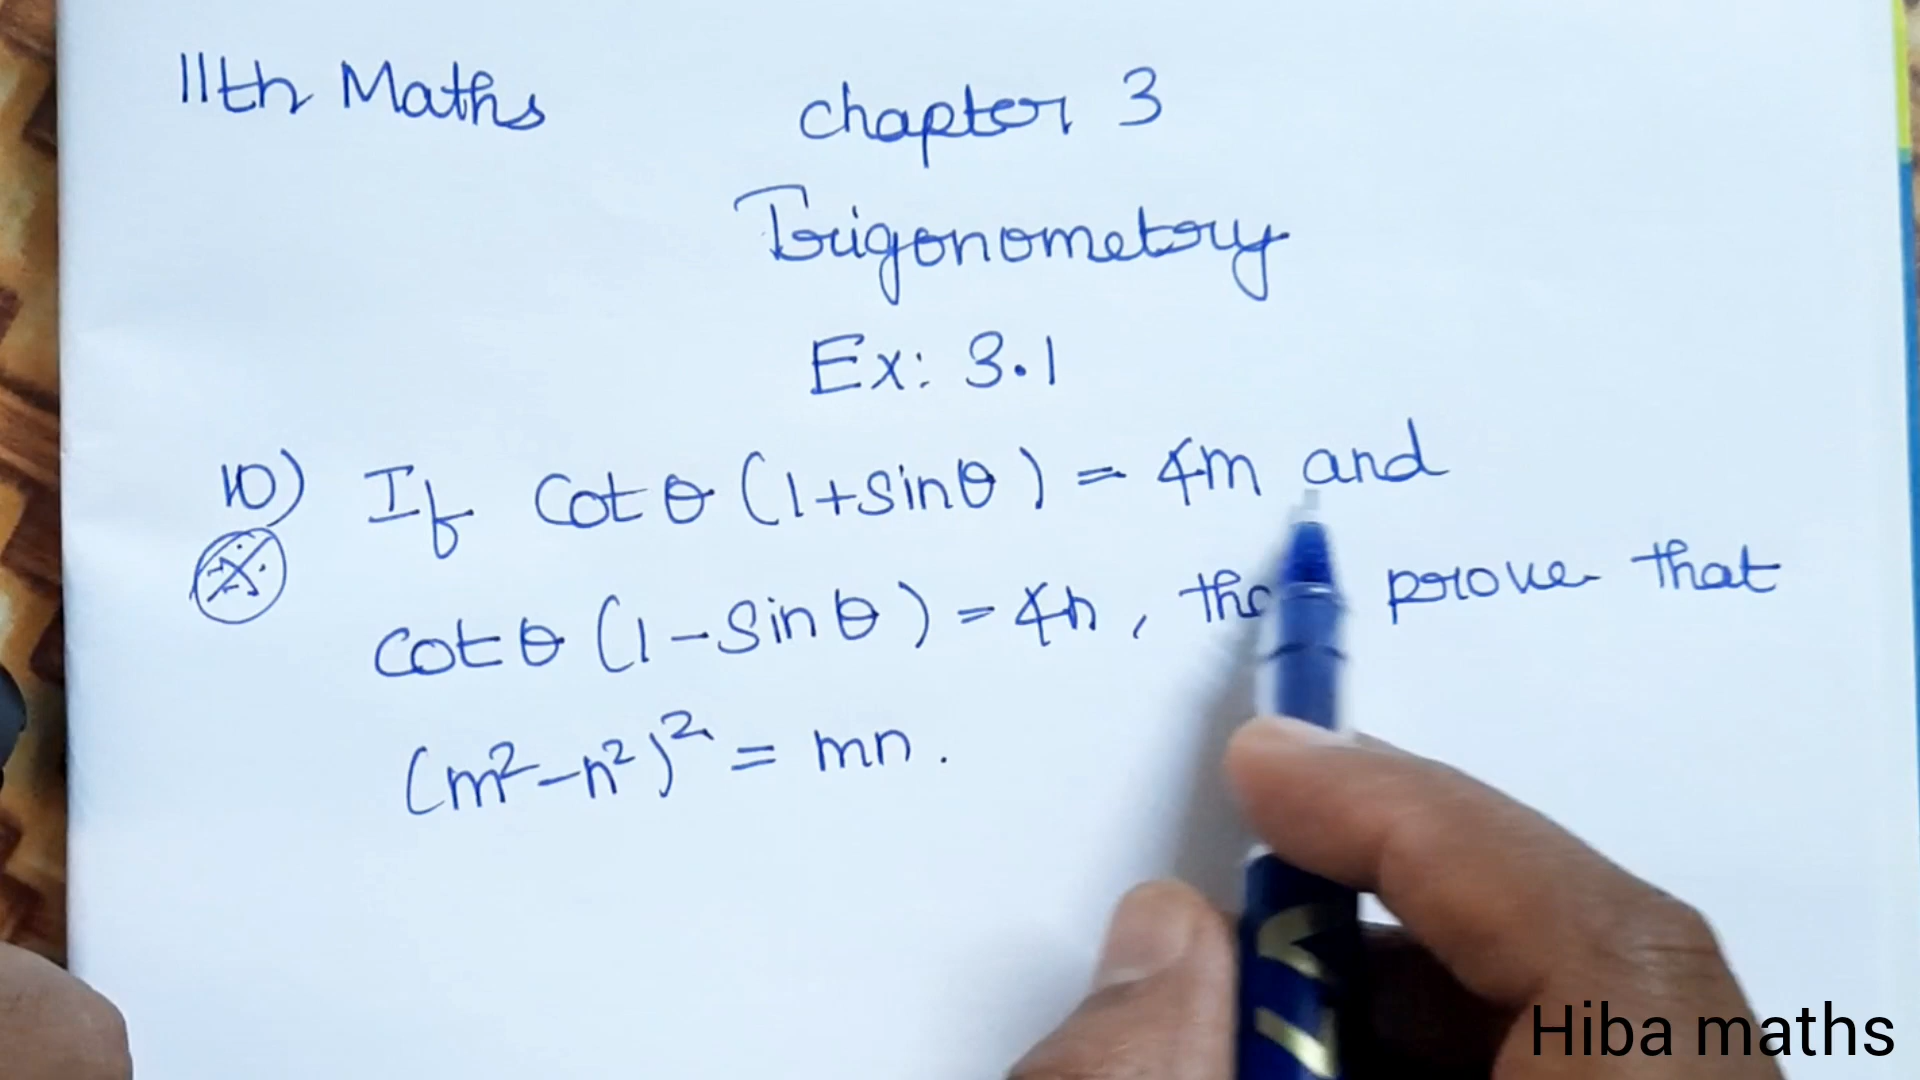 11th Maths
chapter 3
Trigonometry
Ex: 3.1
10) If cot θ (1+sin θ) = 4m and
cot θ (1-sin θ) = 4n, prove that
(m²-n²)² = mn.
Hiba maths